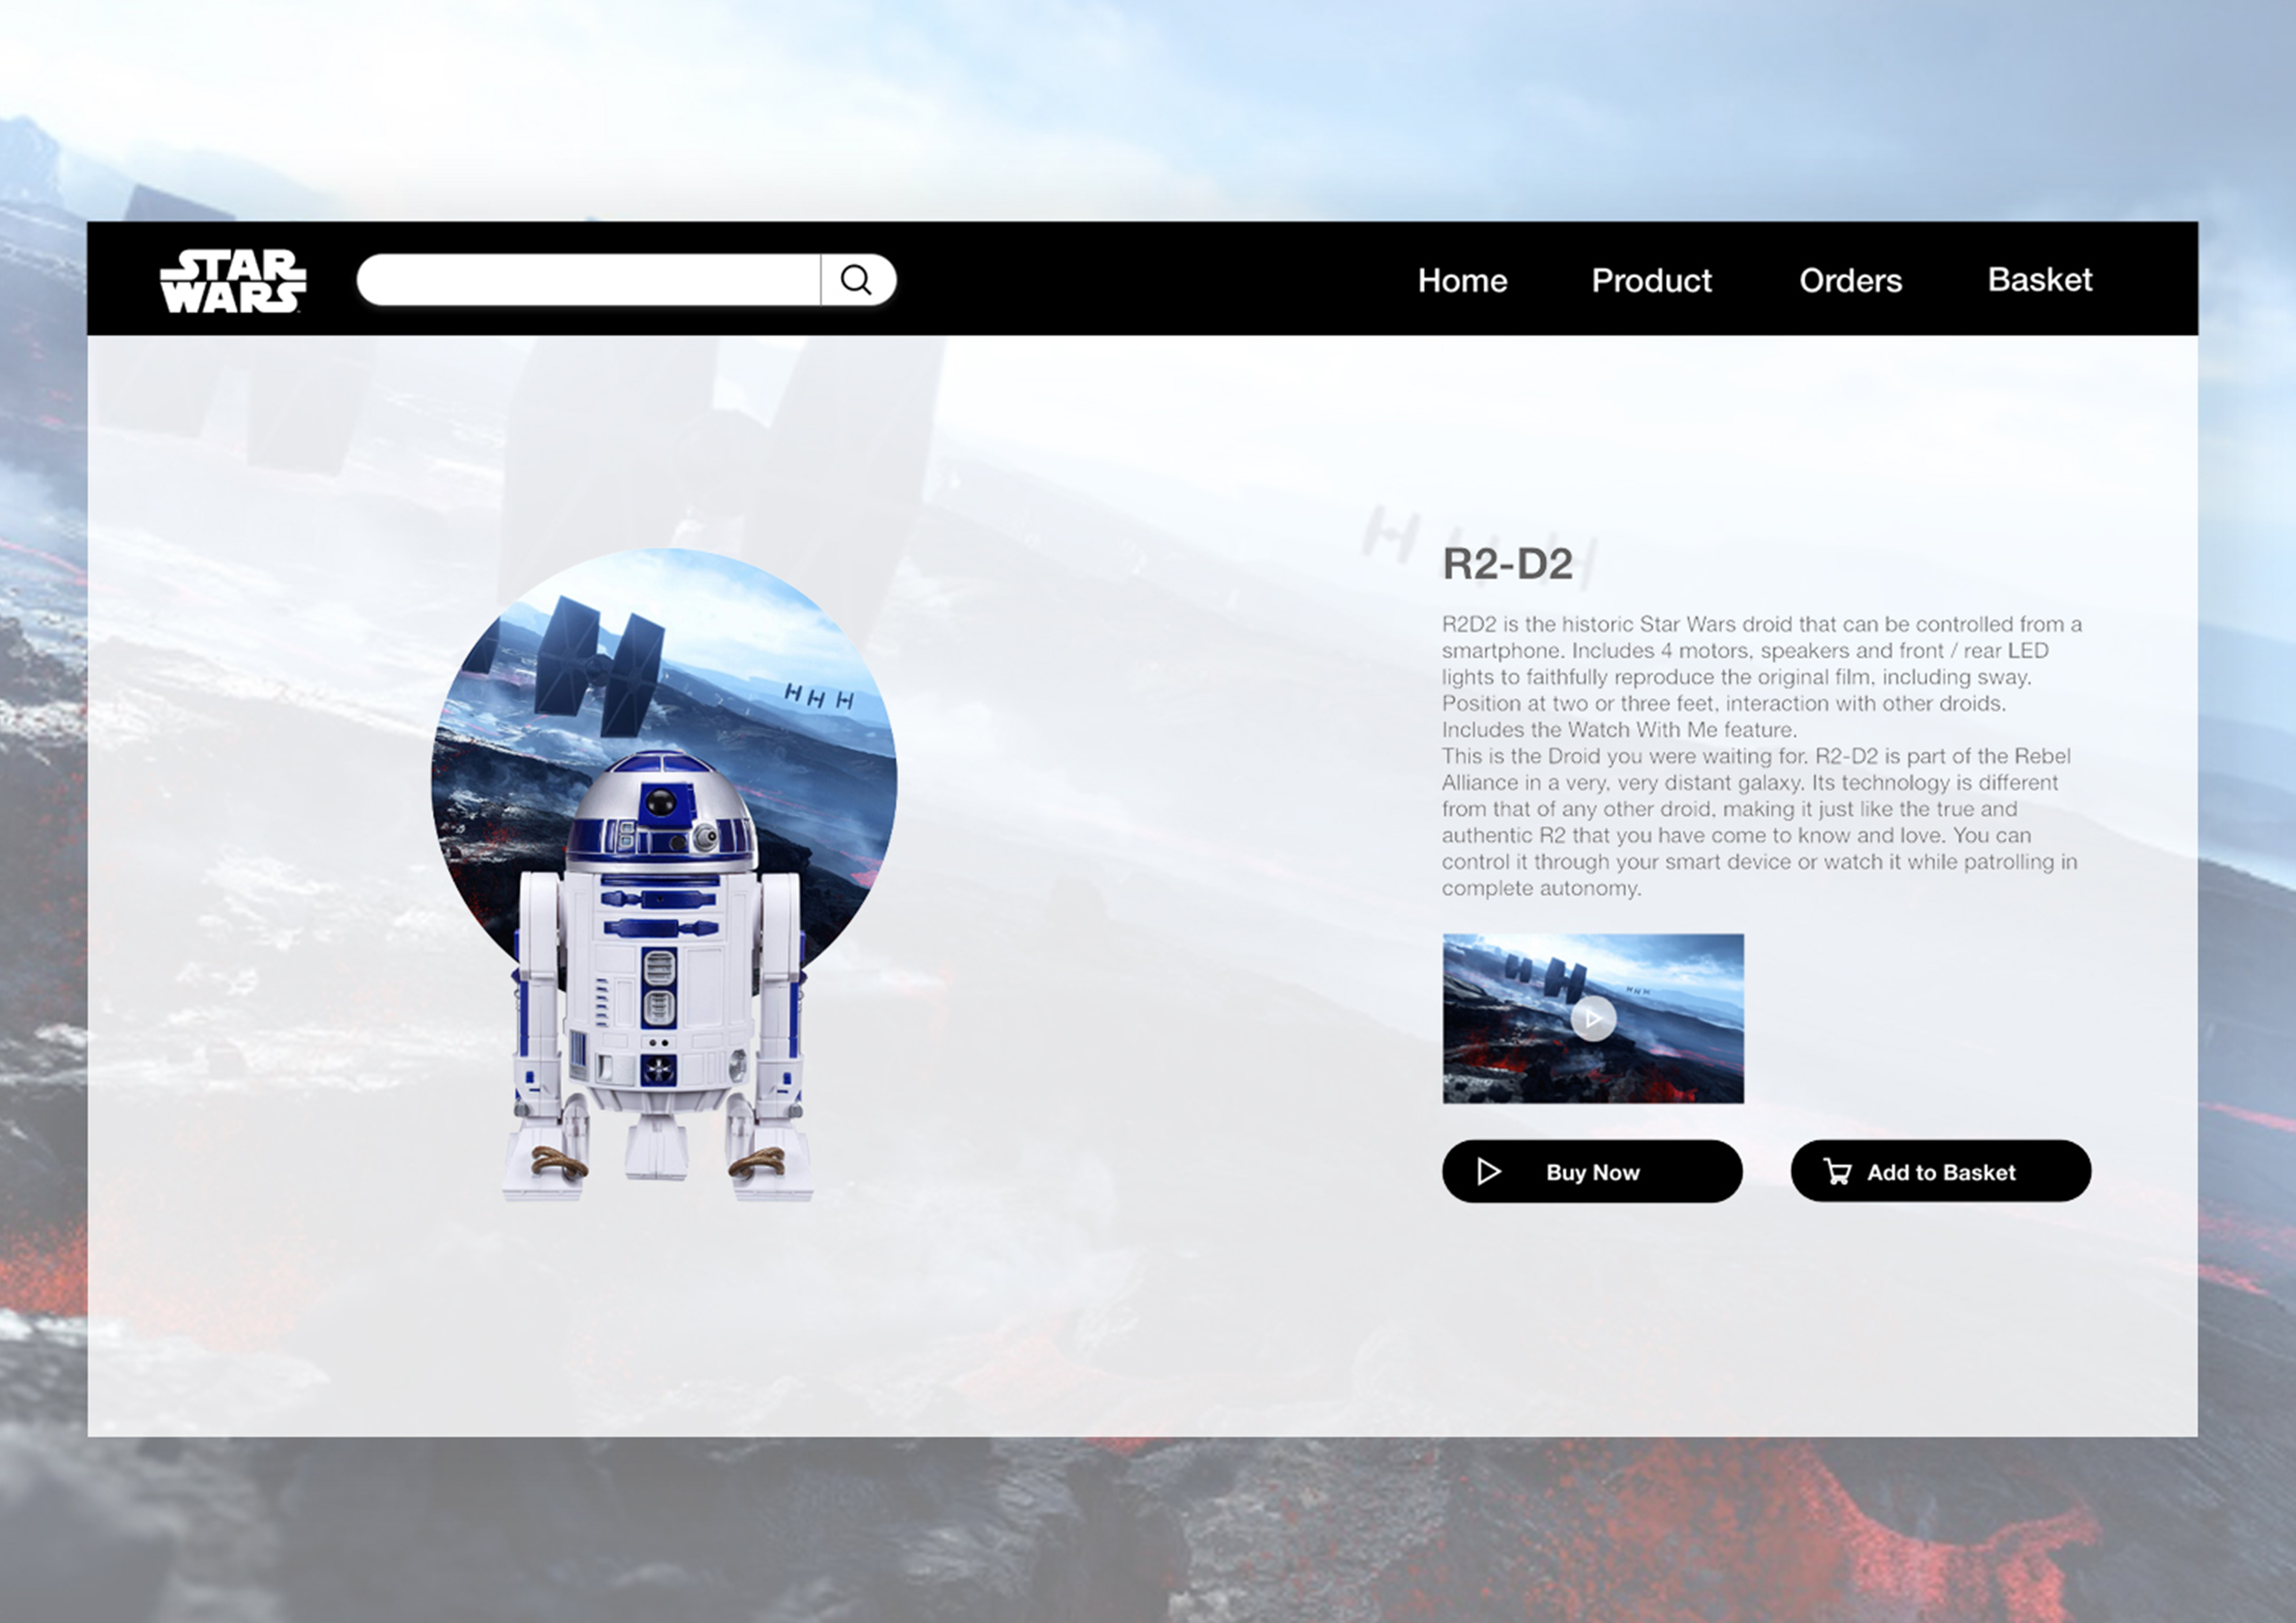 STAR
WARS
Home
Product
Orders
Basket
R2-D2
R2D2 is the historic Star Wars droid that can be controlled from a
smartphone. Includes 4 motors, speakers and front / rear LED
lights to faithfully reproduce the original film, including sway.
Position at two or three feet, interaction with other droids.
Includes the Watch With Me feature.
This is the Droid you were waiting for. R2-D2 is part of the Rebel
Alliance in a very, very distant galaxy. Its technology is different
from that of any other droid, making it just like the true and
authentic R2 that you have come to know and love. You can
control it through your smart device or watch it while patrolling in
complete autonomy.
Buy Now
Add to Basket